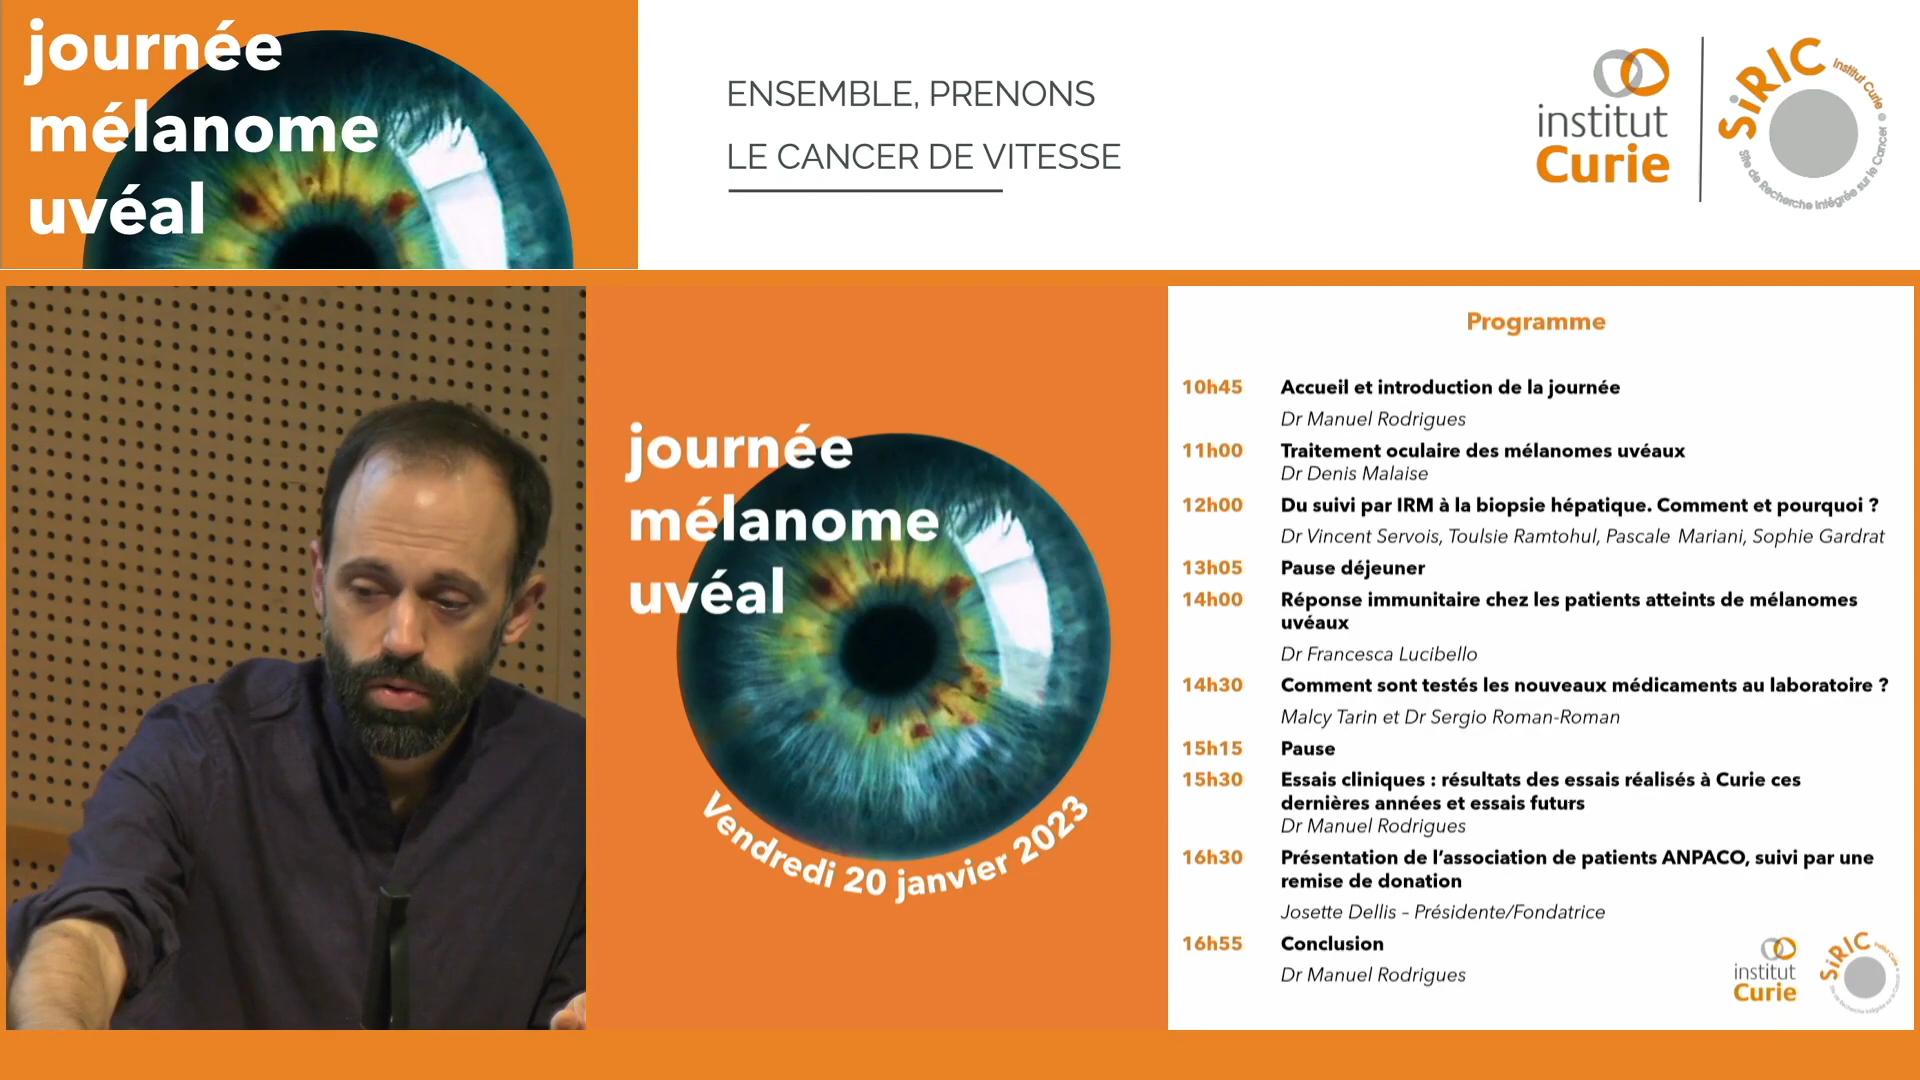 journée
mélanome
uvéal
ENSEMBLE, PRENONS
LE CANCER DE VITESSE
institut
Curie
SiRIC
Institut Curie
Site de Recherche Intégrée sur le Cancer
journée
mélanome
uvéal
Vendredi 20 janvier 2023
Programme
10h45 Accueil et introduction de la journée
Dr Manuel Rodrigues
11h00 Traitement oculaire des mélanomes uvéaux
Dr Denis Malaise
12h00 Du suivi par IRM à la biopsie hépatique. Comment et pourquoi ?
Dr Vincent Servois, Toulsie Ramtohul, Pascale Mariani, Sophie Gardrat
13h05 Pause déjeuner
14h00 Réponse immunitaire chez les patients atteints de mélanomes
uvéaux
Dr Francesca Lucibello
14h30 Comment sont testés les nouveaux médicaments au laboratoire ?
Malcy Tarin et Dr Sergio Roman-Roman
15h15 Pause
15h30 Essais cliniques : résultats des essais réalisés à Curie ces
dernières années et essais futurs
Dr Manuel Rodrigues
16h30 Présentation de l’association de patients ANPACO, suivi par une
remise de donation
Josette Dellis – Présidente/Fondatrice
16h55 Conclusion
Dr Manuel Rodrigues
institut
Curie
SiRIC